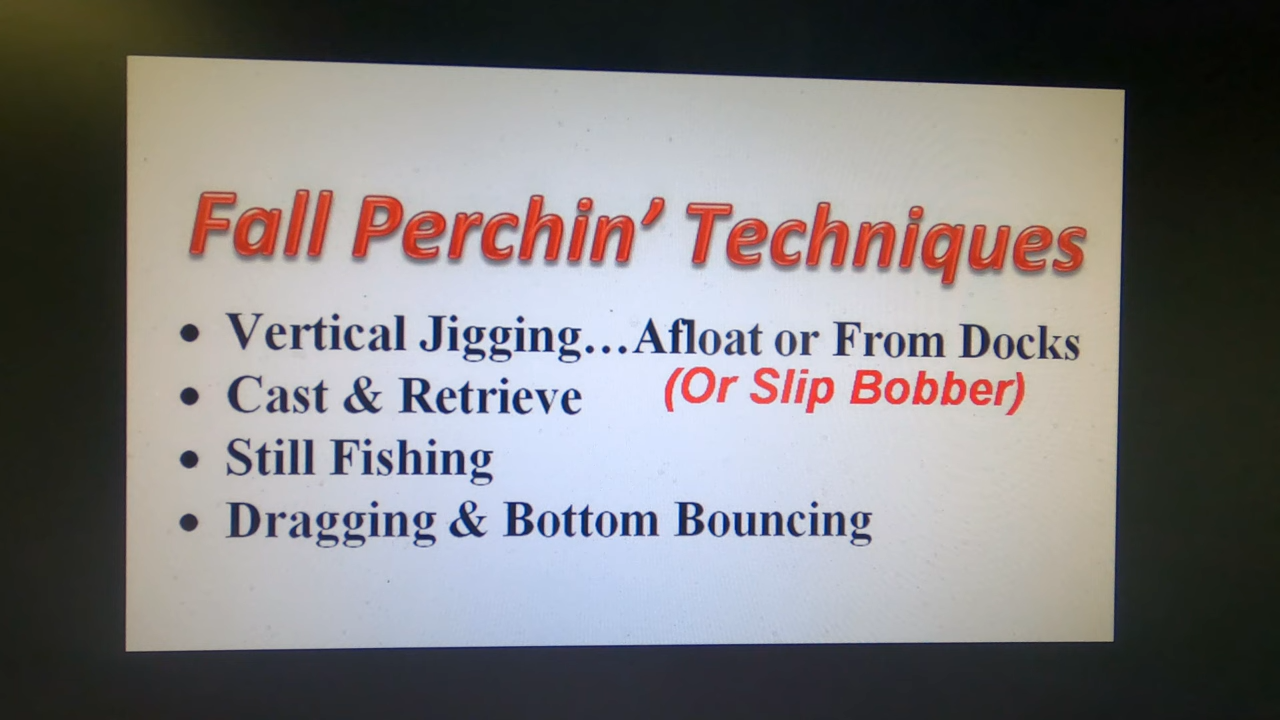 Fall Perchin’ Techniques
• Vertical Jigging...Afloat or From Docks
(Or Slip Bobber)
• Cast & Retrieve
• Still Fishing
• Dragging & Bottom Bouncing